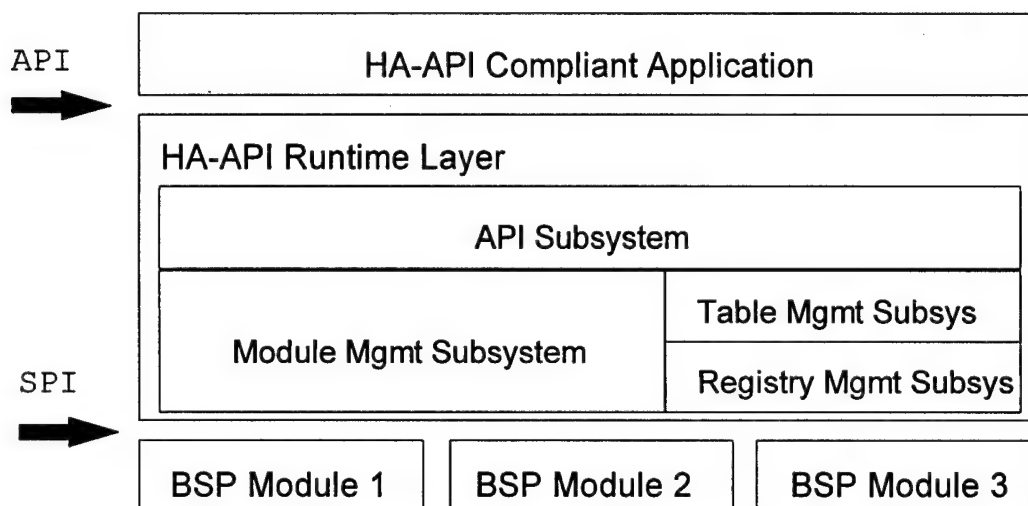 API
HA-API Compliant Application
HA-API Runtime Layer
API Subsystem
Module Mgmt Subsystem
Table Mgmt Subsys
Registry Mgmt Subsys
SPI
BSP Module 1
BSP Module 2
BSP Module 3